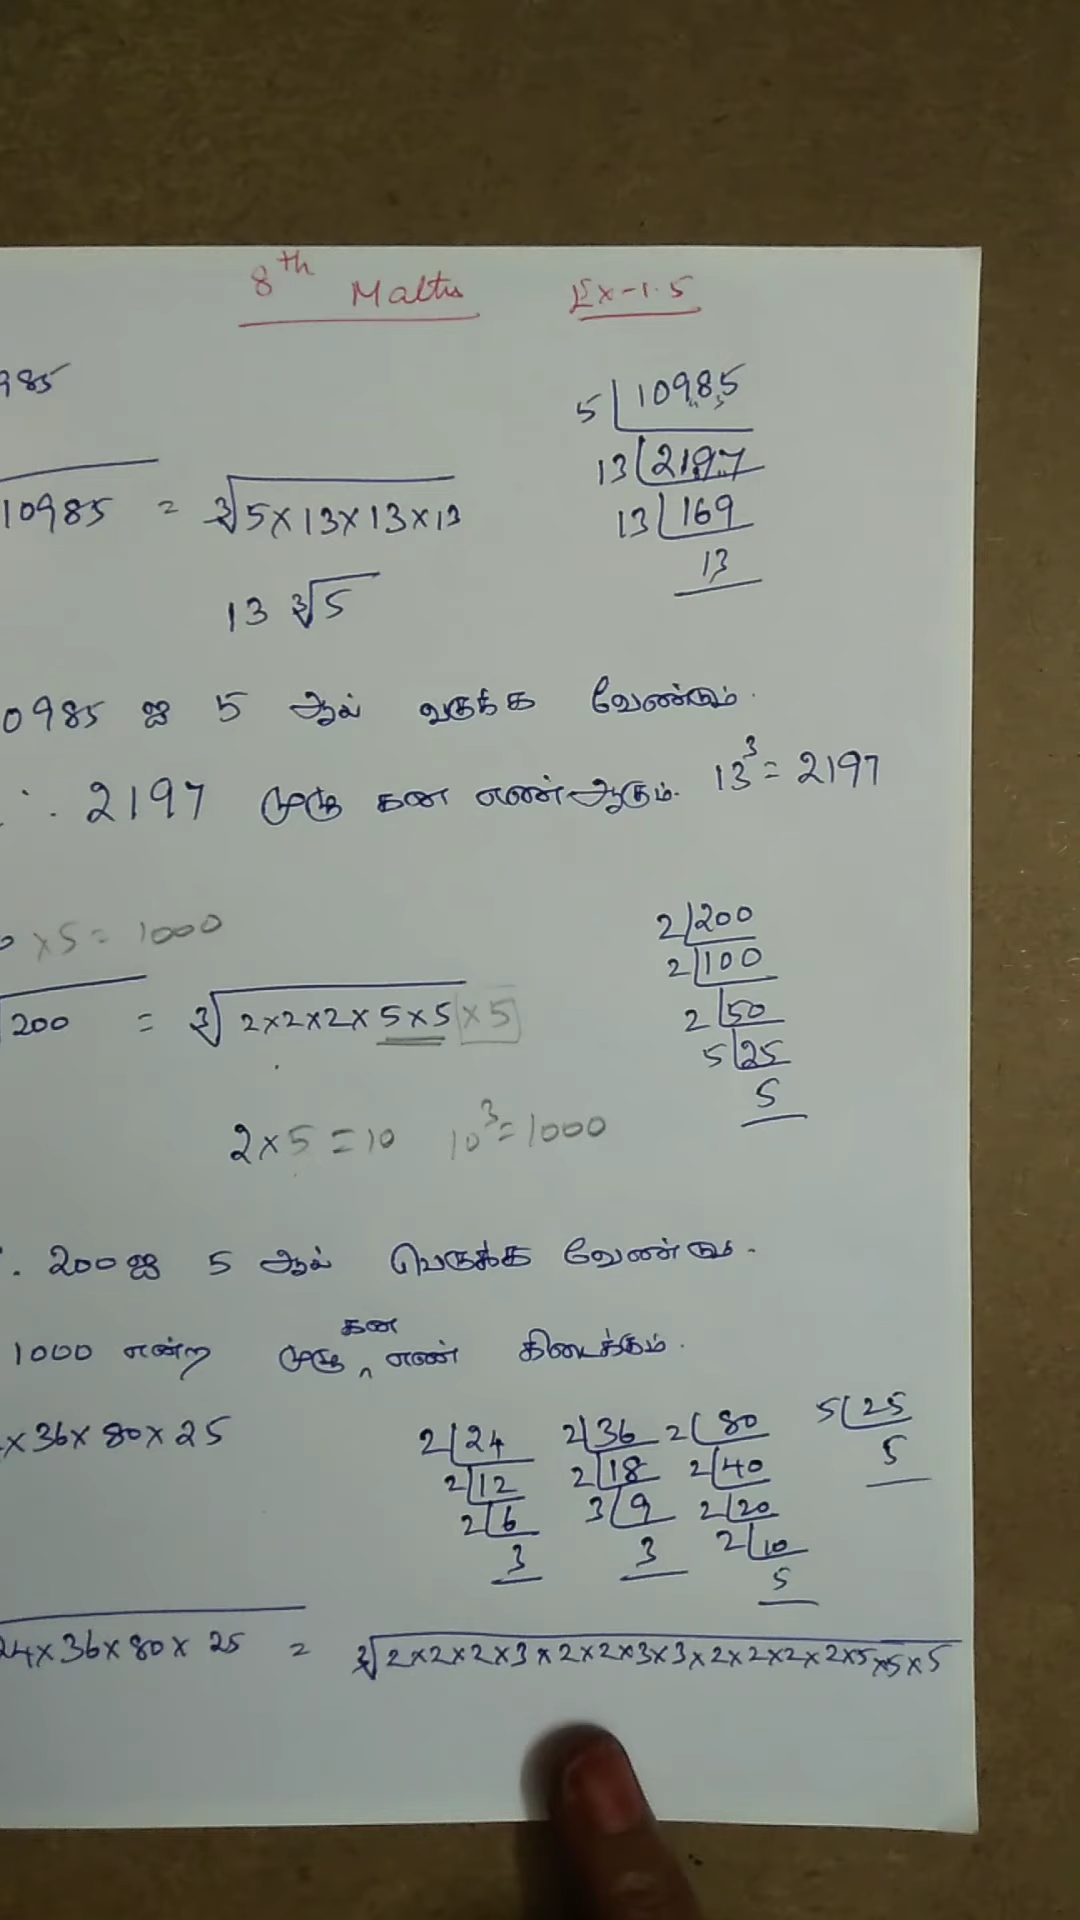 8th Maths Ex-1.5
985
5 | 10985
13 | 2197
13 | 169
13
10985 = ∛5×13×13×13
13 ∛5
0985 ஐ 5 ஆல் வகுக்க வேண்டும்.
∴ 2197 முழு கன எண் ஆகும். 13³ = 2197
0 ×5 = 1000
2 | 200
2 | 100
2 | 50
5 | 25
5
√200 = ∛2×2×2×5×5 ×5
2×5 = 10 10³ = 1000
∴ 200 ஐ 5 ஆல் பெருக்க வேண்டும்.
1000 என்ற முழு கன எண் கிடைக்கும்.
×36×80×25
2 | 24 2 | 36 2 | 80 5 | 25
2 | 12 2 | 18 2 | 40 5
2 | 6 3 | 9 2 | 20
3 3 2 | 10
5
24×36×80×25 = ∛2×2×2×3×2×2×3×3×2×2×2×2×5×5×5